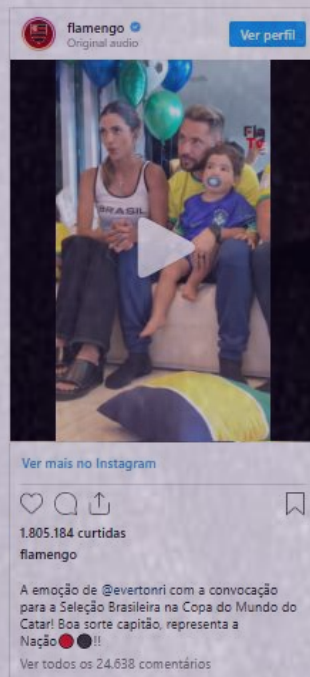 flamengo
Original audio
Ver perfil
Fla
TV
BRASIL
Ver mais no Instagram
1.805.184 curtidas
flamengo
A emoção de @evertonri com a convocação
para a Seleção Brasileira na Copa do Mundo do
Catar! Boa sorte capitão, representa a
Nação🔴⚫!!
Ver todos os 24.638 comentários